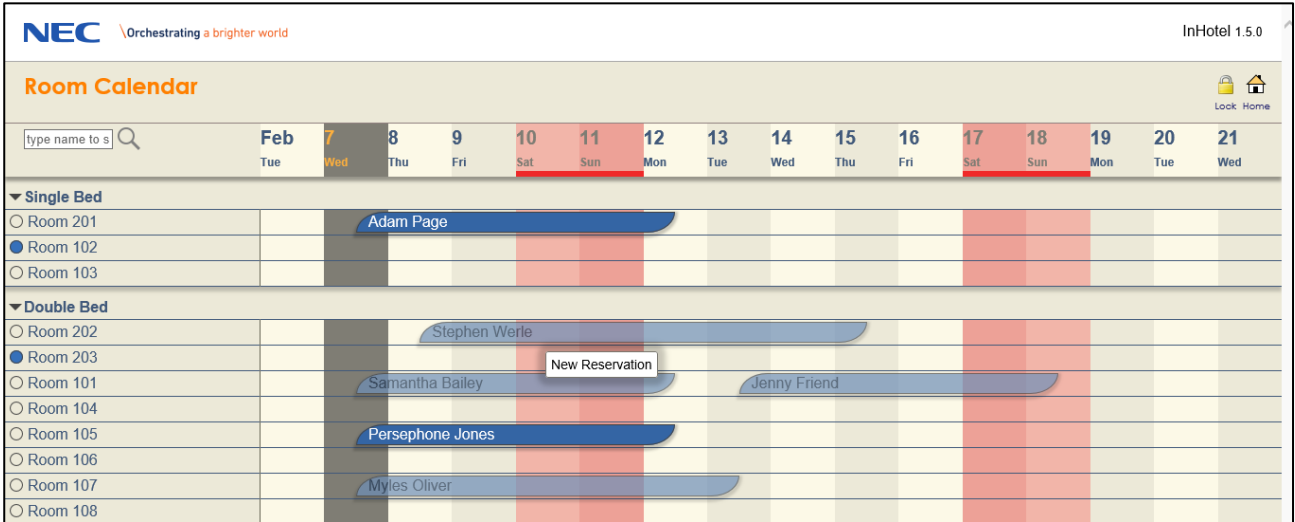 NEC \Orchestrating a brighter world
InHotel 1.5.0
Room Calendar
Lock Home
type name to s
Feb 7 8 9 10 11 12 13 14 15 16 17 18 19 20 21
Tue Wed Thu Fri Sat Sun Mon Tue Wed Thu Fri Sat Sun Mon Tue Wed
Single Bed
Room 201 Adam Page
Room 102
Room 103
Double Bed
Room 202 Stephen Werle
Room 203 New Reservation
Room 101 Samantha Bailey Jenny Friend
Room 104
Room 105 Persephone Jones
Room 106
Room 107 Myles Oliver
Room 108